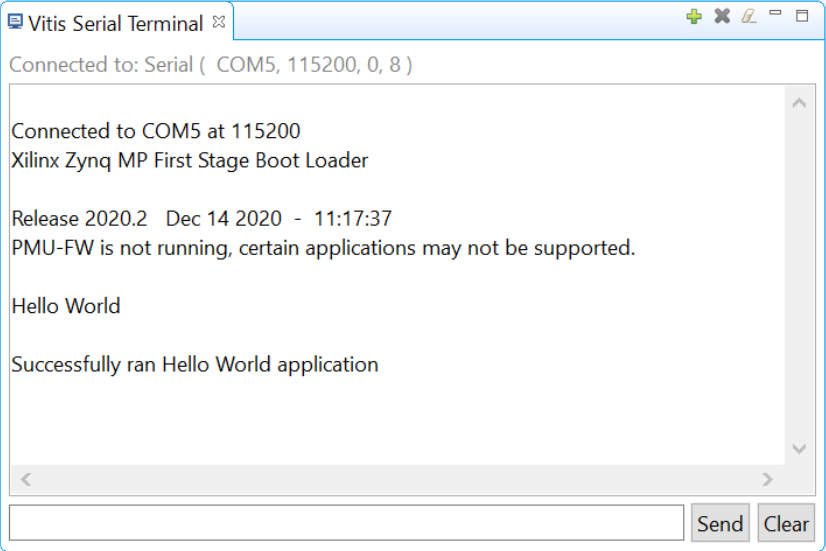 Vitis Serial Terminal
Connected to: Serial ( COM5, 115200, 0, 8 )
Connected to COM5 at 115200
Xilinx Zynq MP First Stage Boot Loader
Release 2020.2 Dec 14 2020 - 11:17:37
PMU-FW is not running, certain applications may not be supported.
Hello World
Successfully ran Hello World application
Send Clear